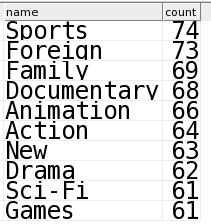 name count
Sports 74
Foreign 73
Family 69
Documentary 68
Animation 66
Action 64
New 63
Drama 62
Sci-Fi 61
Games 61